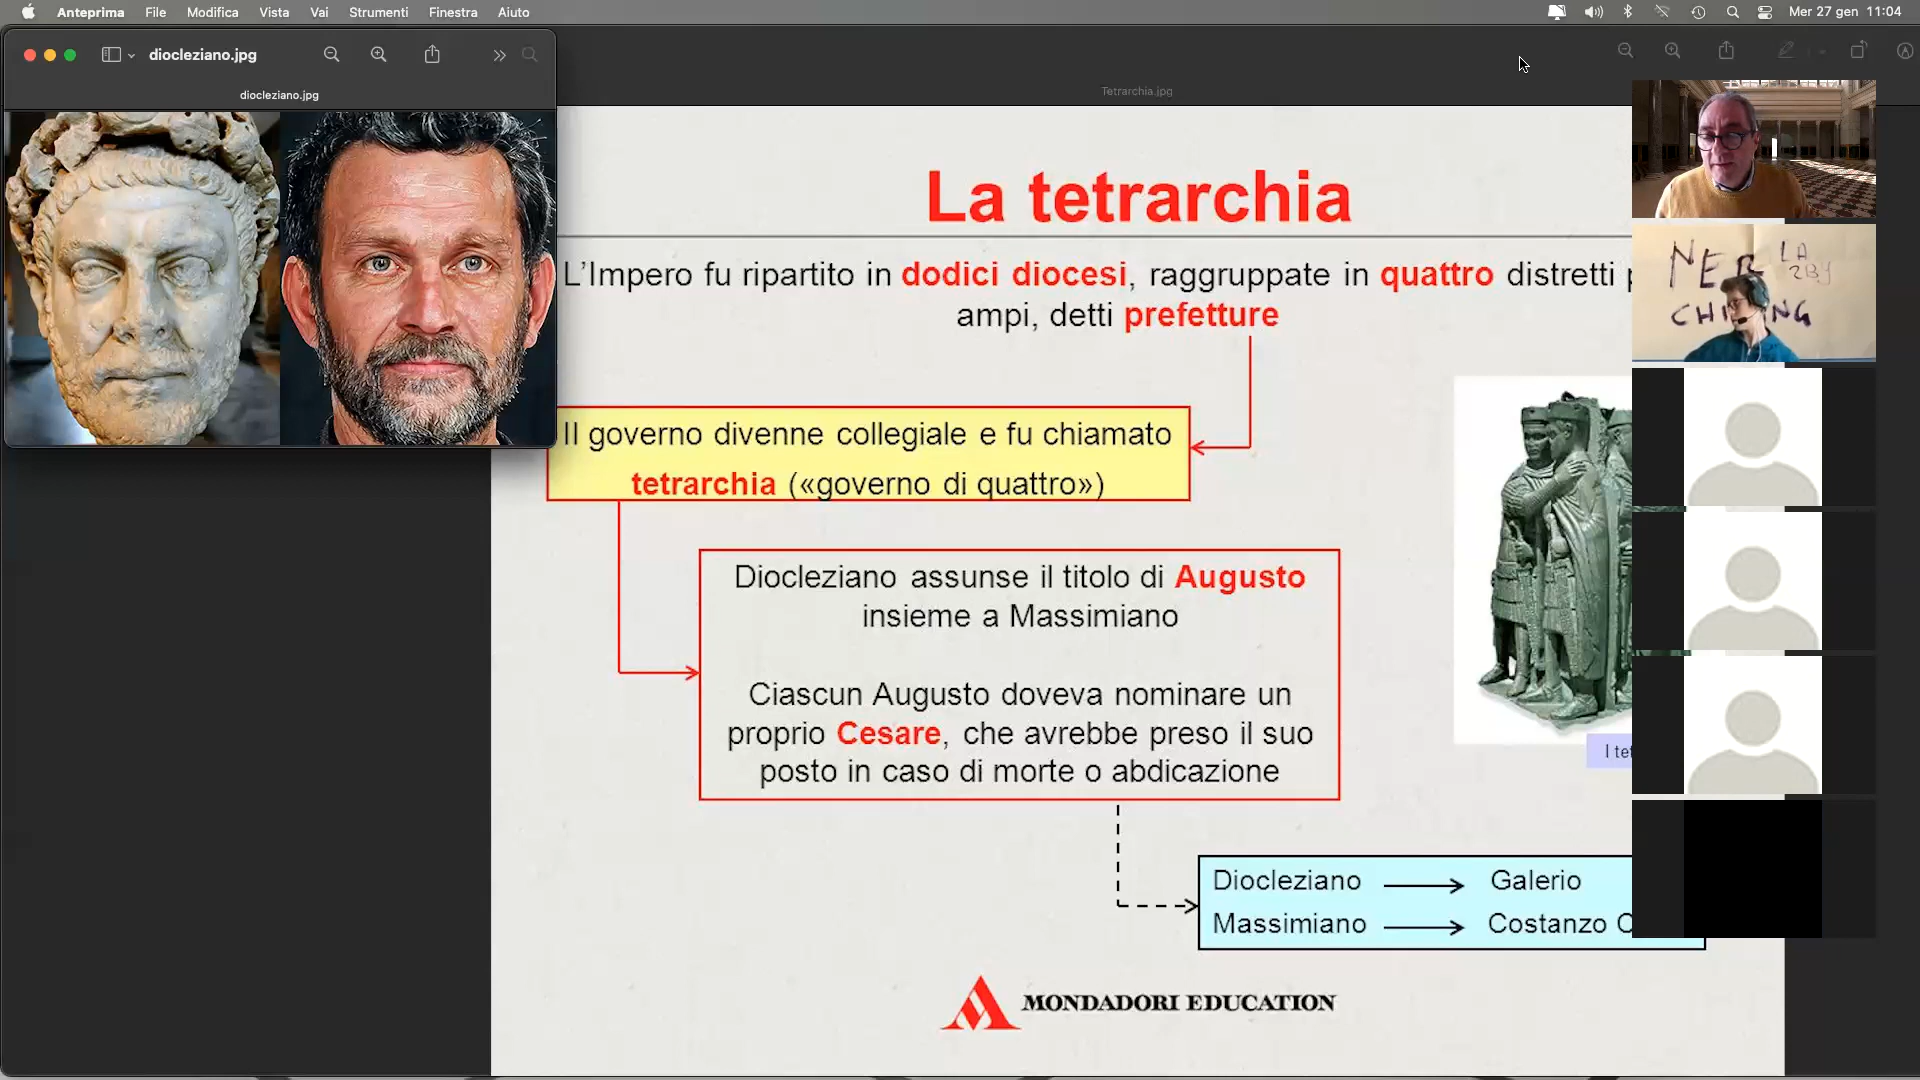 Anteprima File Modifica Vista Vai Strumenti Finestra Aiuto
Mer 27 gen 11:04
diocleziano.jpg
diocleziano.jpg
Tetrarchia.jpg
La tetrarchia
L’Impero fu ripartito in dodici diocesi, raggruppate in quattro distretti
ampi, detti prefetture
Il governo divenne collegiale e fu chiamato
tetrarchia («governo di quattro»)
Diocleziano assunse il titolo di Augusto
insieme a Massimiano
Ciascun Augusto doveva nominare un
proprio Cesare, che avrebbe preso il suo
posto in caso di morte o abdicazione
Diocleziano → Galerio
Massimiano → Costanzo C
I te
MONDADORI EDUCATION
LA